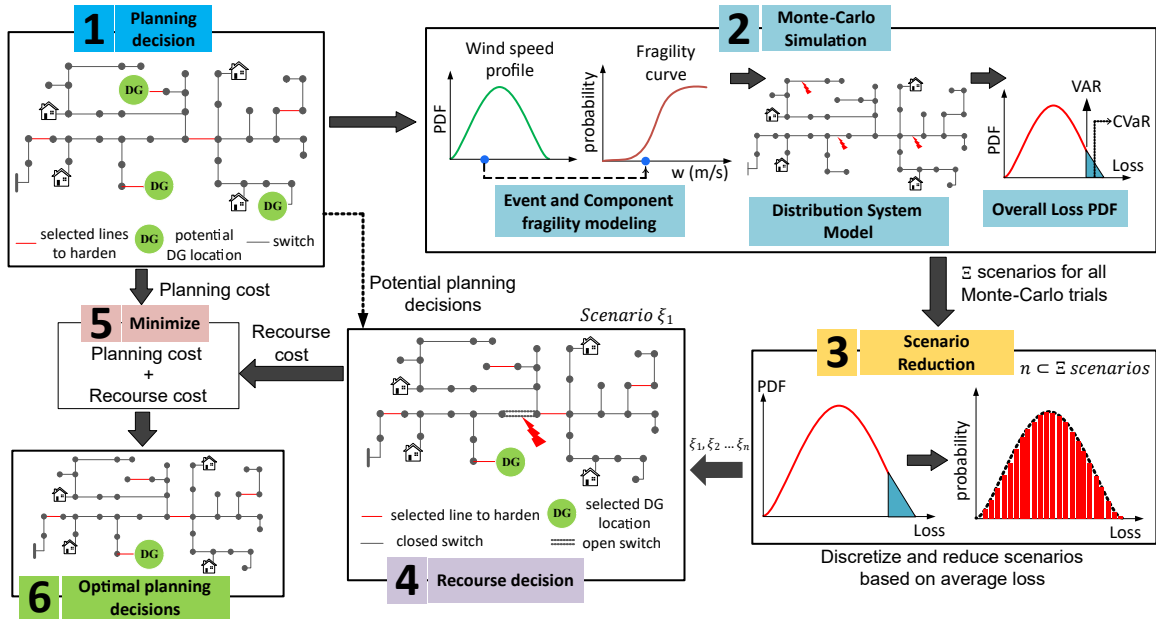 1
Planning
decision
DG
DG
DG
selected lines
to harden
DG
potential
DG location
switch
2
Monte-Carlo
Simulation
Wind speed
profile
PDF
Fragility
curve
probability
w (m/s)
Event and Component
fragility modeling
Distribution System
Model
VAR
CVaR
PDF
Loss
Overall Loss PDF
Planning cost
Potential planning
decisions
Ξ scenarios for all
Monte-Carlo trials
5
Minimize
Planning cost
+
Recourse cost
Recourse
cost
Scenario ξ₁
DG
selected line to harden
DG
selected DG
location
closed switch
open switch
4
Recourse decision
ξ₁, ξ₂ … ξₙ
3
Scenario
Reduction
n ⊂ Ξ scenarios
PDF
Loss
probability
Loss
Discretize and reduce scenarios
based on average loss
DG
6
Optimal planning
decisions